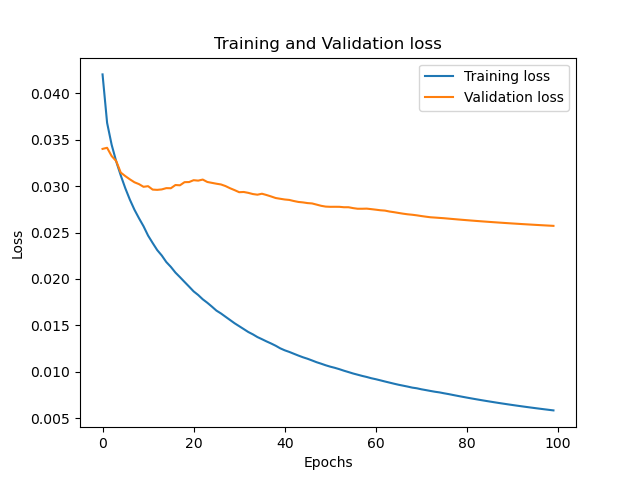 Training and Validation loss
Training loss
Validation loss
0.040
0.035
0.030
0.025
0.020
0.015
0.010
0.005
Loss
0 20 40 60 80 100
Epochs